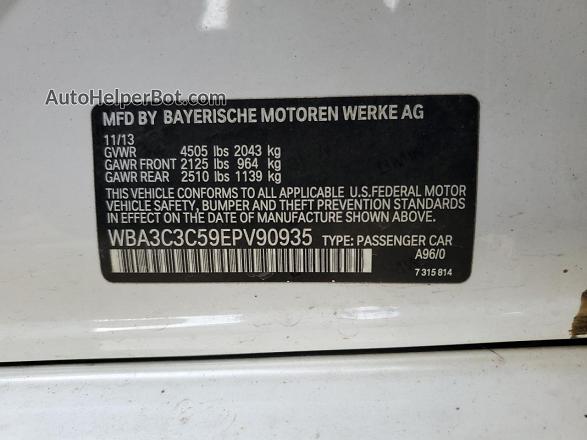 AutoHelperBot.com
MFD BY BAYERISCHE MOTOREN WERKE AG
11/13
GVWR 4505 lbs 2043 kg
GAWR FRONT 2125 lbs 964 kg
GAWR REAR 2510 lbs 1139 kg
THIS VEHICLE CONFORMS TO ALL APPLICABLE U.S.FEDERAL MOTOR
VEHICLE SAFETY, BUMPER AND THEFT PREVENTION STANDARDS
IN EFFECT ON THE DATE OF MANUFACTURE SHOWN ABOVE.
WBA3C3C59EPV90935 TYPE: PASSENGER CAR
A96/0
7 315 814